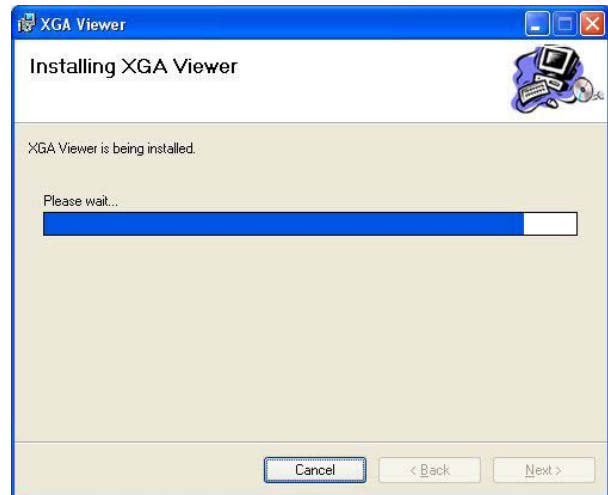 XGA Viewer
Installing XGA Viewer
XGA Viewer is being installed.
Please wait...
Cancel
< Back
Next >